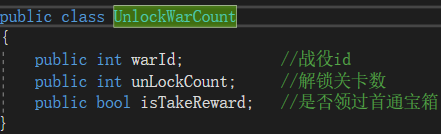 public class UnlockWarCount
{
public int warId; //战役id
public int unLockCount; //解锁关卡数
public bool isTakeReward; //是否领过首通宝箱
}